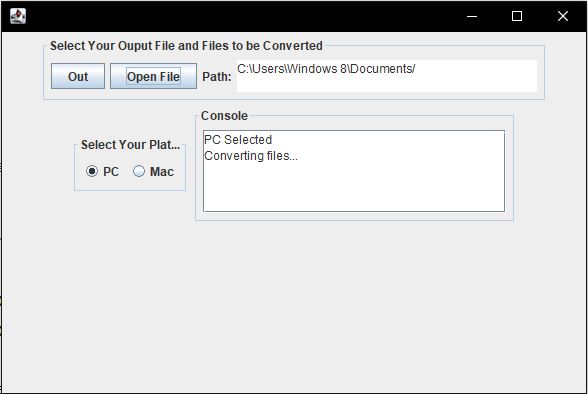 Select Your Ouput File and Files to be Converted
Out Open File Path: C:\Users\Windows 8\Documents/
Console
Select Your Plat...
PC Mac
PC Selected
Converting files...